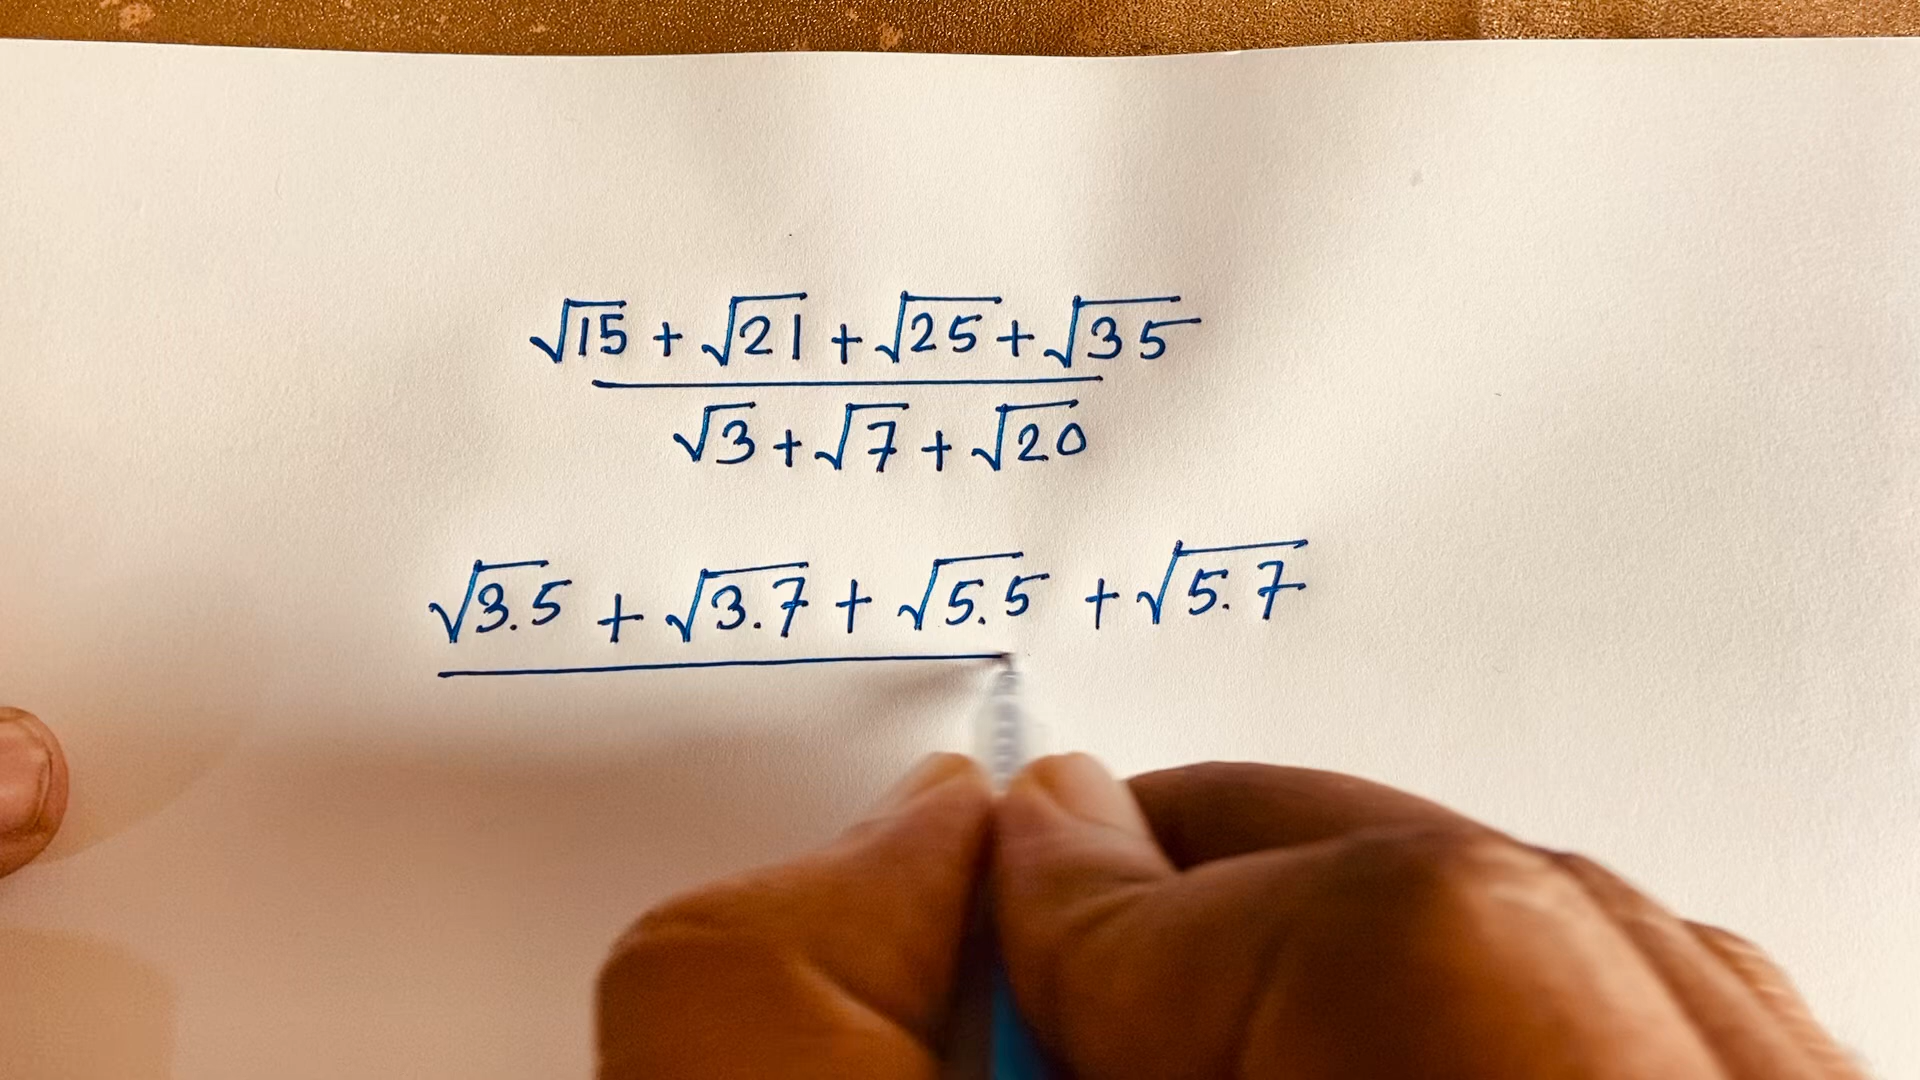 √15 + √21 + √25 + √35
√3 + √7 + √20
√3.5 + √3.7 + √5.5 + √5.7